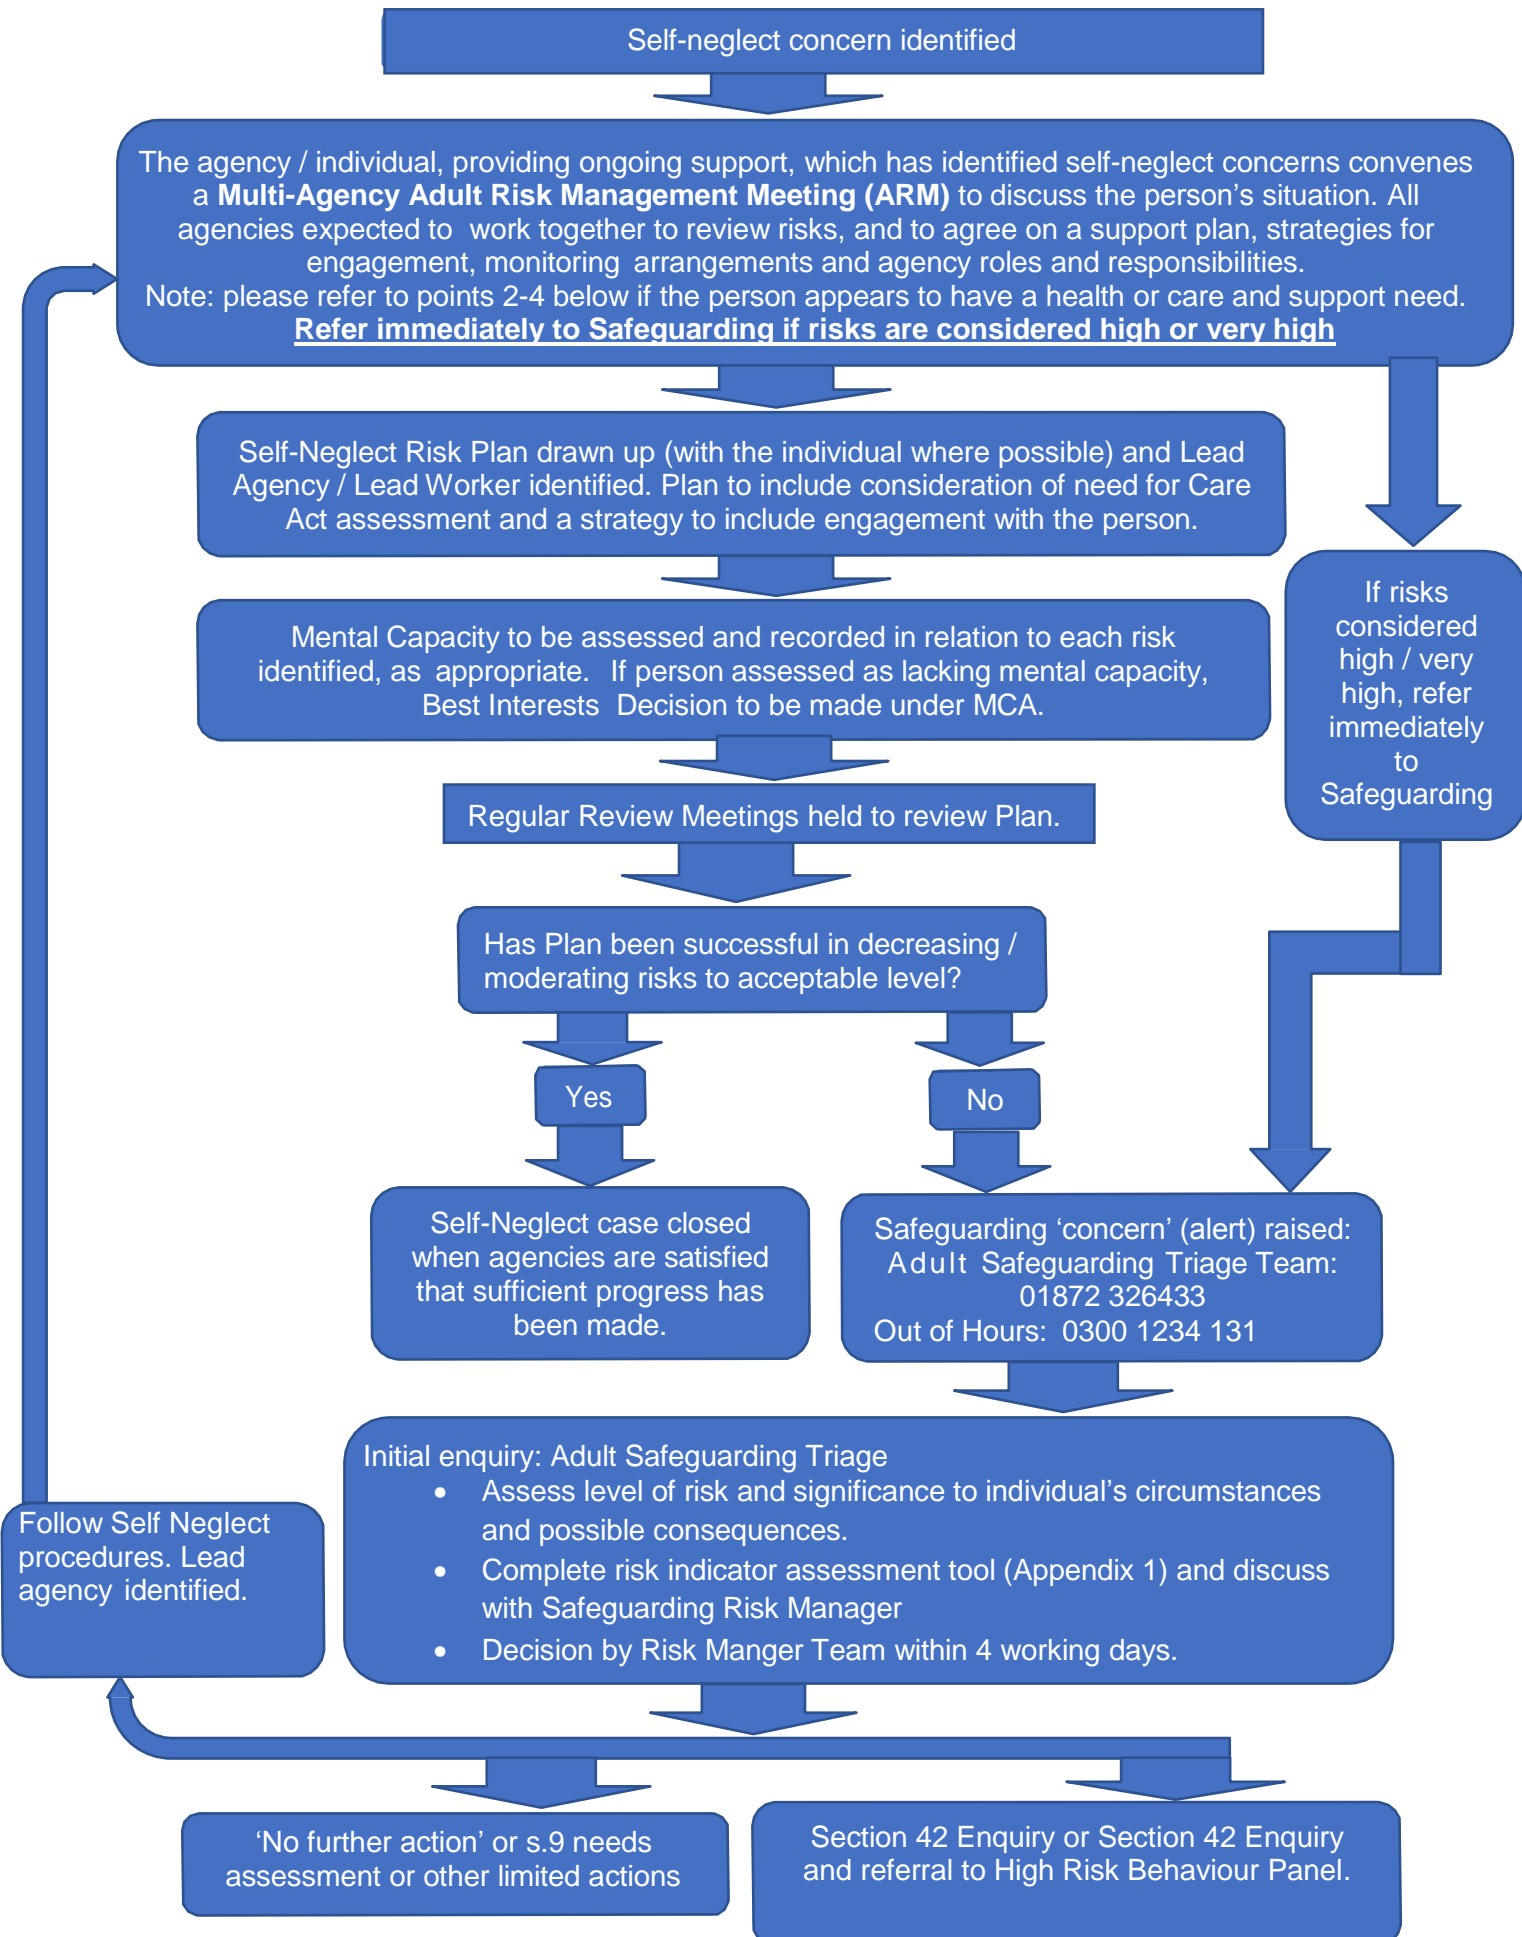 Self-neglect concern identified
The agency / individual, providing ongoing support, which has identified self-neglect concerns convenes
a Multi-Agency Adult Risk Management Meeting (ARM) to discuss the person’s situation. All
agencies expected to work together to review risks, and to agree on a support plan, strategies for
engagement, monitoring arrangements and agency roles and responsibilities.
Note: please refer to points 2-4 below if the person appears to have a health or care and support need.
Refer immediately to Safeguarding if risks are considered high or very high
Self-Neglect Risk Plan drawn up (with the individual where possible) and Lead
Agency / Lead Worker identified. Plan to include consideration of need for Care
Act assessment and a strategy to include engagement with the person.
If risks
considered
high / very
high, refer
immediately
to
Safeguarding
Mental Capacity to be assessed and recorded in relation to each risk
identified, as appropriate. If person assessed as lacking mental capacity,
Best Interests Decision to be made under MCA.
Regular Review Meetings held to review Plan.
Has Plan been successful in decreasing /
moderating risks to acceptable level?
Yes
No
Self-Neglect case closed
when agencies are satisfied
that sufficient progress has
been made.
Safeguarding ‘concern’ (alert) raised:
Adult Safeguarding Triage Team:
01872 326433
Out of Hours: 0300 1234 131
Initial enquiry: Adult Safeguarding Triage
• Assess level of risk and significance to individual’s circumstances
and possible consequences.
• Complete risk indicator assessment tool (Appendix 1) and discuss
with Safeguarding Risk Manager
• Decision by Risk Manger Team within 4 working days.
Follow Self Neglect
procedures. Lead
agency identified.
‘No further action’ or s.9 needs
assessment or other limited actions
Section 42 Enquiry or Section 42 Enquiry
and referral to High Risk Behaviour Panel.